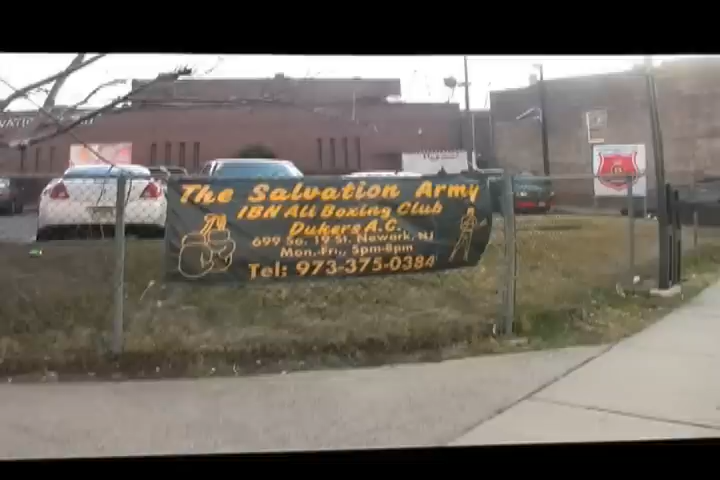 The Salvation Army
IBN All Boxing Club
Dukers A.C.
699 So. 19 St. Newark, NJ
Mon.-Fri., 5pm-8pm
Tel: 973-375-0384